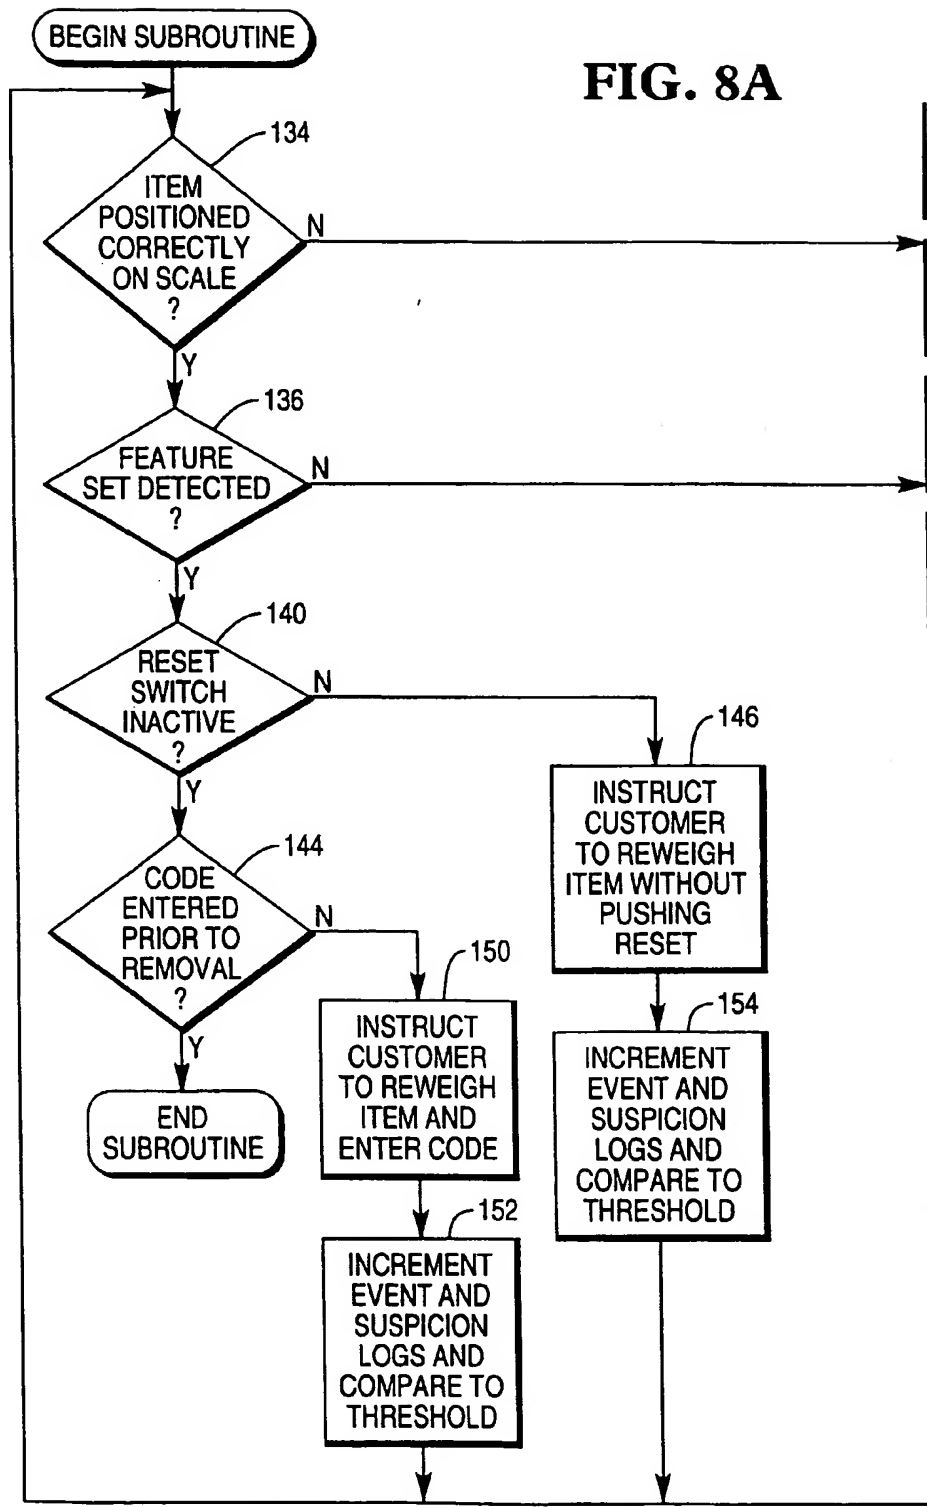 BEGIN SUBROUTINE
FIG. 8A
134
ITEM
POSITIONED
CORRECTLY
ON SCALE
?
N
Y
136
FEATURE
SET DETECTED
?
N
Y
140
RESET
SWITCH
INACTIVE
?
N
Y
146
INSTRUCT
CUSTOMER
TO REWEIGH
ITEM WITHOUT
PUSHING
RESET
144
CODE
ENTERED
PRIOR TO
REMOVAL
?
N
Y
150
INSTRUCT
CUSTOMER
TO REWEIGH
ITEM AND
ENTER CODE
154
INCREMENT
EVENT AND
SUSPICION
LOGS AND
COMPARE TO
THRESHOLD
END
SUBROUTINE
152
INCREMENT
EVENT AND
SUSPICION
LOGS AND
COMPARE TO
THRESHOLD